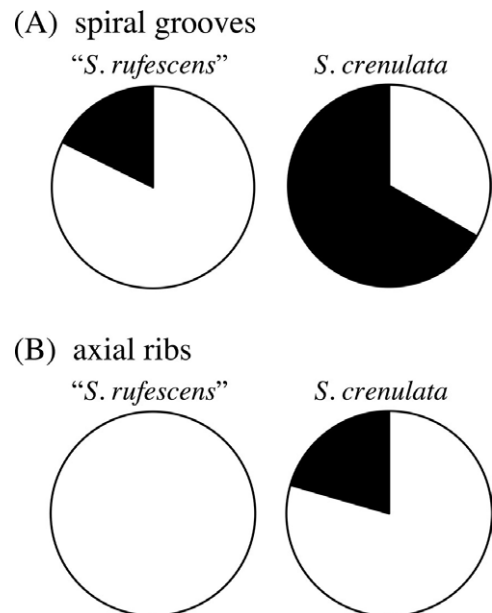 (A) spiral grooves
“S. rufescens” S. crenulata
(B) axial ribs
“S. rufescens” S. crenulata